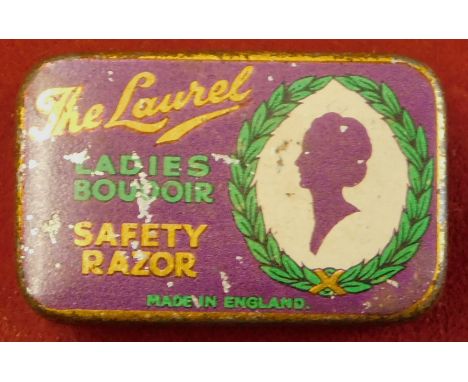 The Laurel
LADIES
BOUDOIR
SAFETY
RAZOR
MADE IN ENGLAND.